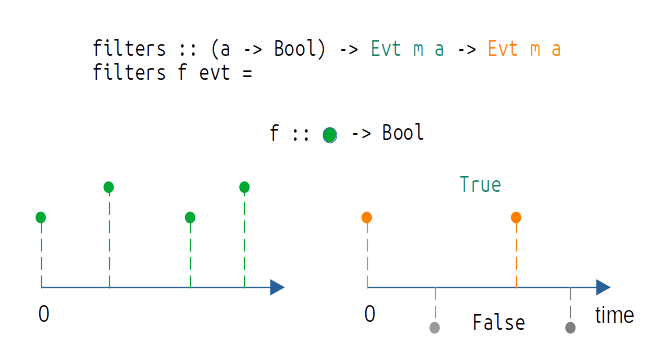 filters :: (a -> Bool) -> Evt m a -> Evt m a
filters f evt =
f :: -> Bool
True
0
0
time
False